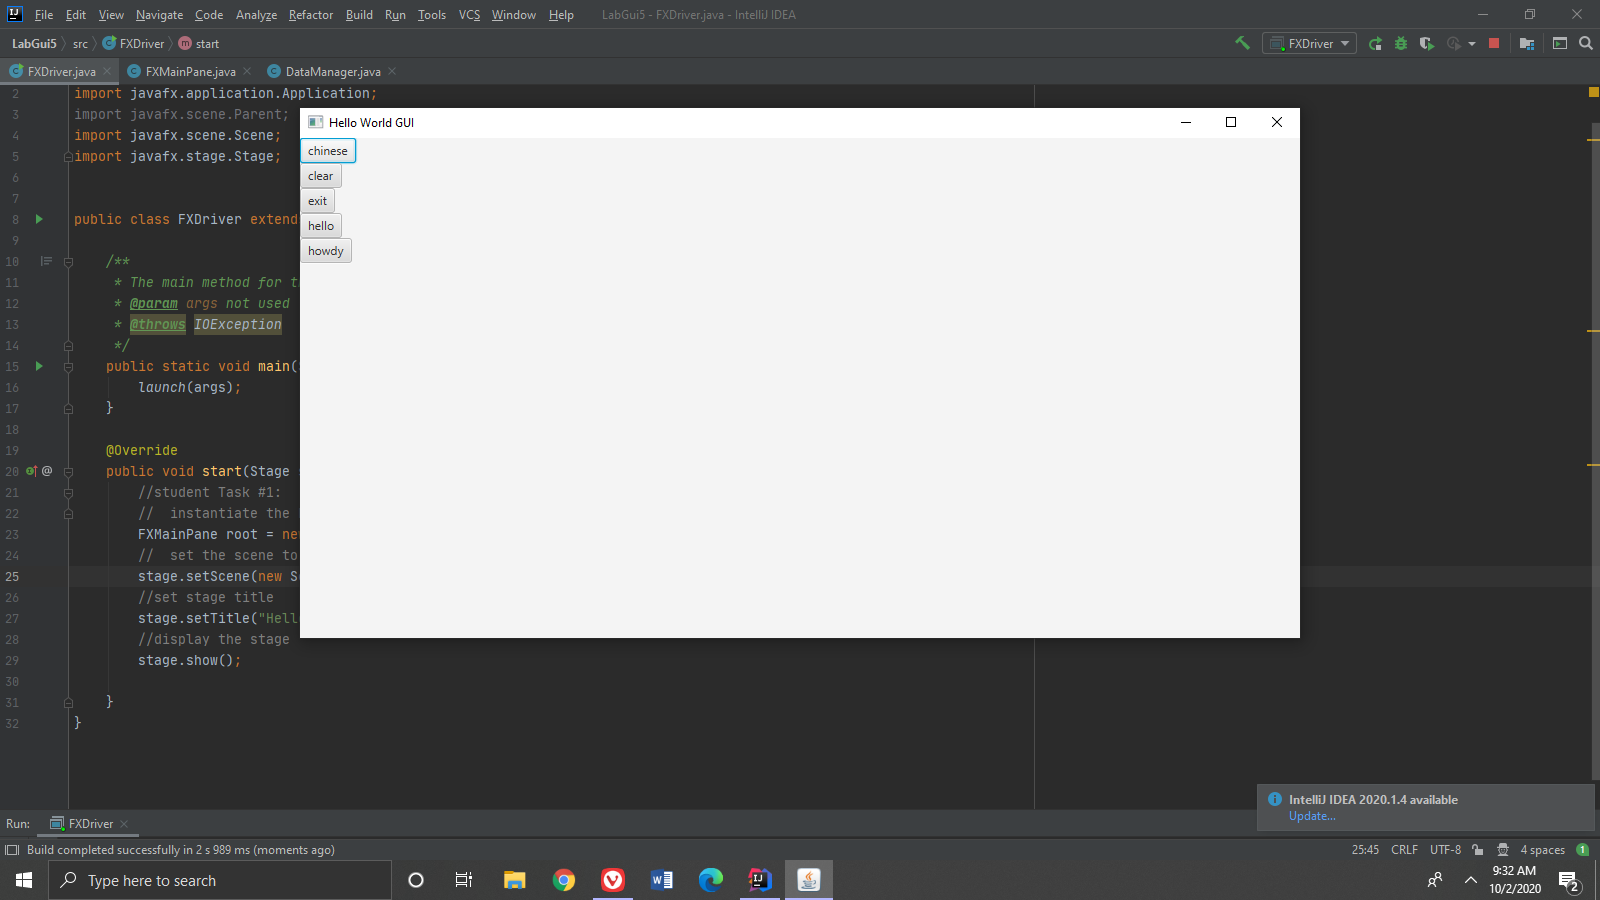 File Edit View Navigate Code Analyze Refactor Build Run Tools VCS Window Help LabGui5 - FXDriver.java - IntelliJ IDEA
LabGui5 src FXDriver start FXDriver
FXDriver.java FXMainPane.java DataManager.java
2 import javafx.application.Application;
3 import javafx.scene.Parent;
4 import javafx.scene.Scene;
5 import javafx.stage.Stage;
6
7
8 public class FXDriver extend
9
10 /**
11 * The main method for t
12 * @param args not used
13 * @throws IOException
14 */
15 public static void main(
16 launch(args);
17 }
18
19 @Override
20 @ public void start(Stage
21 //student Task #1:
22 // instantiate the
23 FXMainPane root = ne
24 // set the scene to
25 stage.setScene(new S
26 //set stage title
27 stage.setTitle("Hell
28 //display the stage
29 stage.show();
30
31 }
32 }
Hello World GUI
chinese
clear
exit
hello
howdy
IntelliJ IDEA 2020.1.4 available
Update...
Run: FXDriver
Build completed successfully in 2 s 989 ms (moments ago) 25:45 CRLF UTF-8 4 spaces 1
Type here to search
9:32 AM
10/2/2020
2